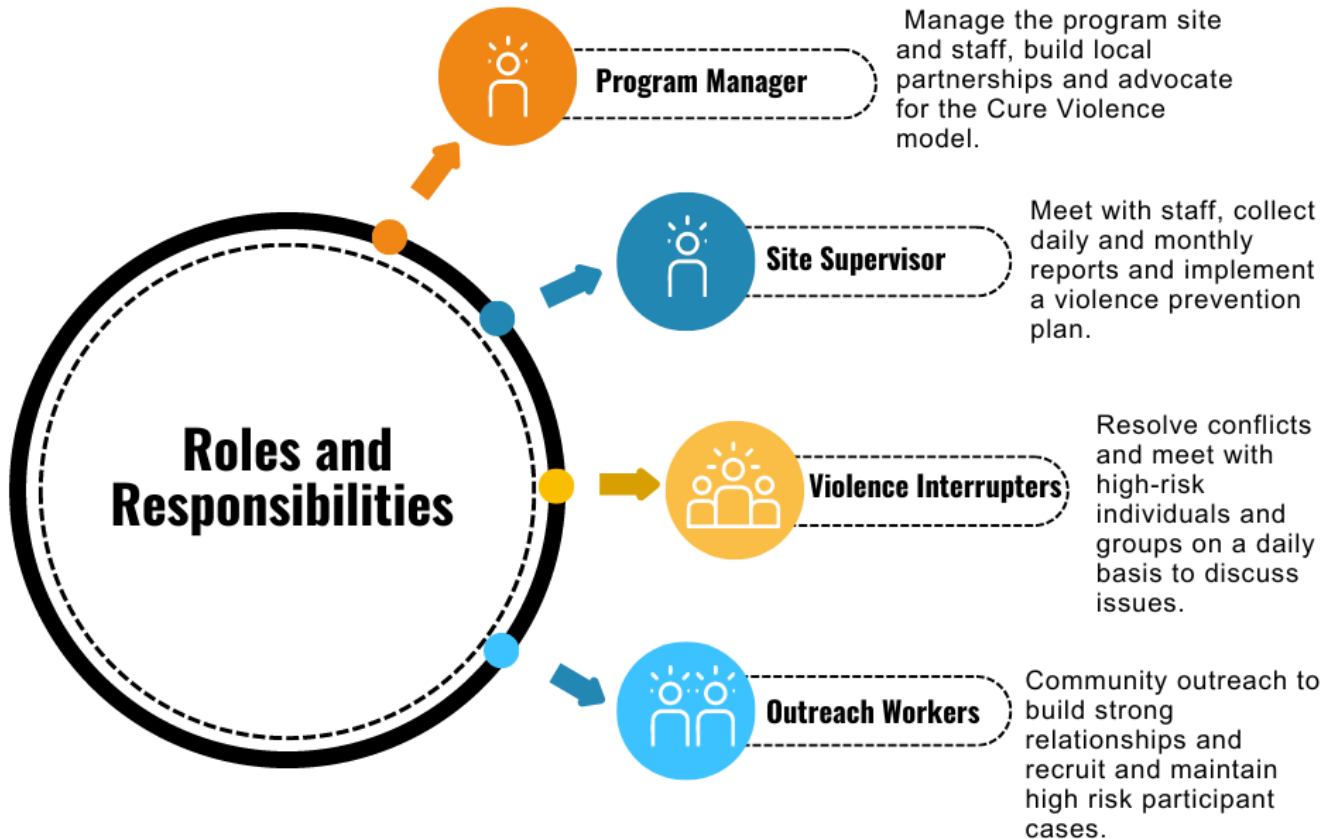 Roles and
Responsibilities
Program Manager
Manage the program site
and staff, build local
partnerships and advocate
for the Cure Violence
model.
Site Supervisor
Meet with staff, collect
daily and monthly
reports and implement
a violence prevention
plan.
Violence Interrupters
Resolve conflicts
and meet with
high-risk
individuals and
groups on a daily
basis to discuss
issues.
Outreach Workers
Community outreach to
build strong
relationships and
recruit and maintain
high risk participant
cases.